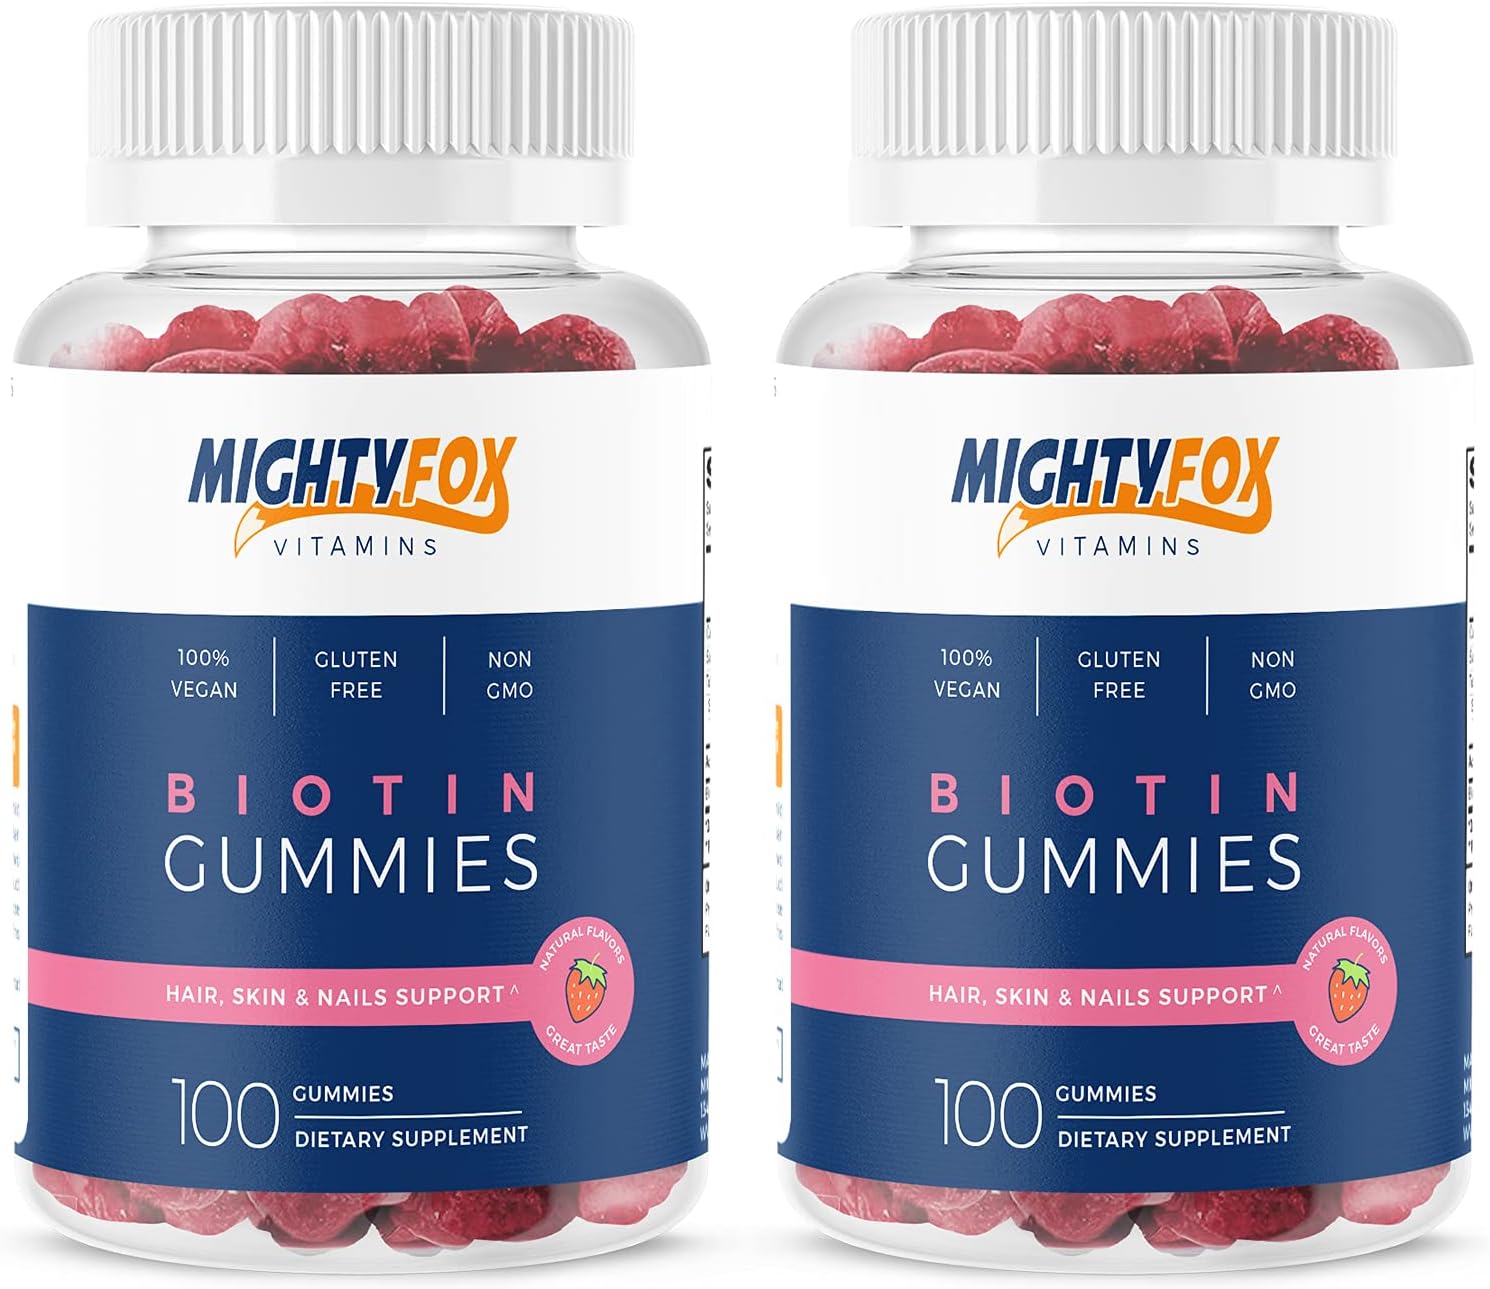 MIGHTYFOX
VITAMINS
100%
VEGAN
GLUTEN
FREE
NON
GMO
BIOTIN
GUMMIES
NATURAL FLAVORS
HAIR, SKIN & NAILS SUPPORT^
GREAT TASTE
100
GUMMIES
DIETARY SUPPLEMENT
MIGHTYFOX
VITAMINS
100%
VEGAN
GLUTEN
FREE
NON
GMO
BIOTIN
GUMMIES
NATURAL FLAVORS
HAIR, SKIN & NAILS SUPPORT^
GREAT TASTE
100
GUMMIES
DIETARY SUPPLEMENT